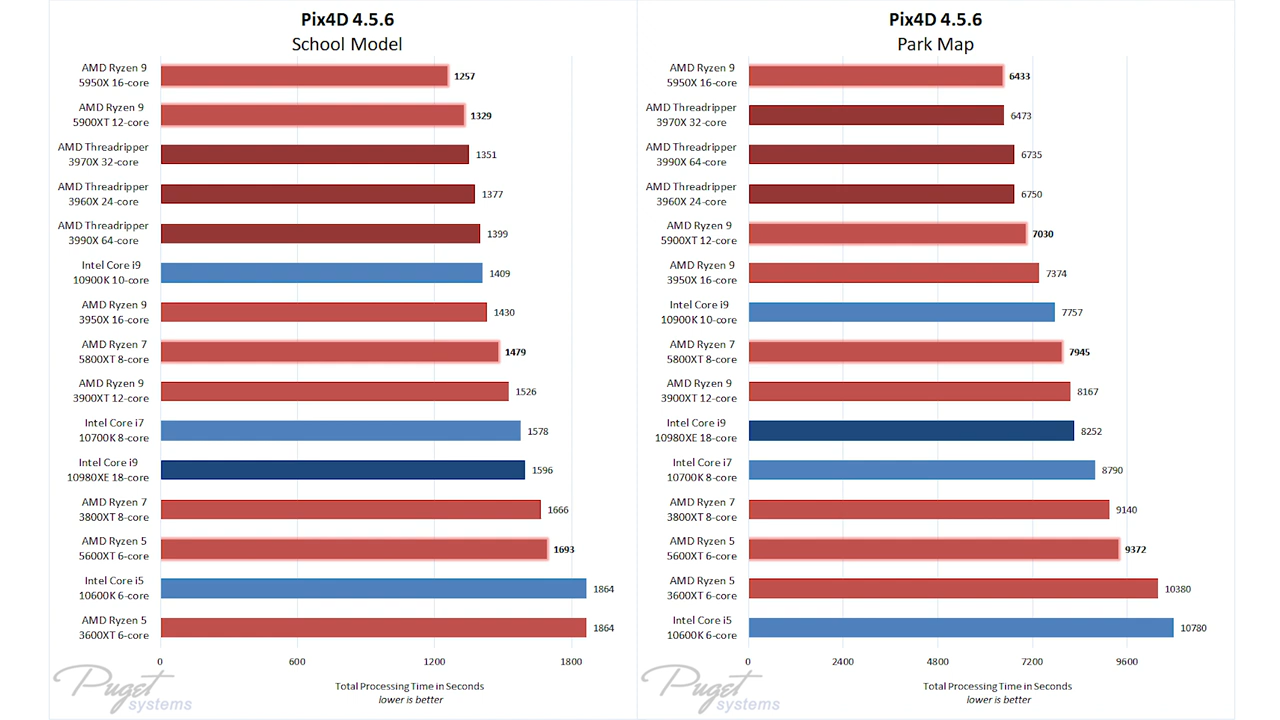 Pix4D 4.5.6
School Model
AMD Ryzen 9
5950X 16-core
1257
AMD Ryzen 9
5900XT 12-core
1329
AMD Threadripper
3970X 32-core
1351
AMD Threadripper
3960X 24-core
1377
AMD Threadripper
3990X 64-core
1399
Intel Core i9
10900K 10-core
1409
AMD Ryzen 9
3950X 16-core
1430
AMD Ryzen 7
5800XT 8-core
1479
AMD Ryzen 9
3900XT 12-core
1526
Intel Core i7
10700K 8-core
1578
Intel Core i9
10980XE 18-core
1596
AMD Ryzen 7
3800XT 8-core
1666
AMD Ryzen 5
5600XT 6-core
1693
Intel Core i5
10600K 6-core
1864
AMD Ryzen 5
3600XT 6-core
1864
0 600 1200 1800
Total Processing Time in Seconds
lower is better
Puget
systems
Pix4D 4.5.6
Park Map
AMD Ryzen 9
5950X 16-core
6433
AMD Threadripper
3970X 32-core
6473
AMD Threadripper
3990X 64-core
6735
AMD Threadripper
3960X 24-core
6750
AMD Ryzen 9
5900XT 12-core
7030
AMD Ryzen 9
3950X 16-core
7374
Intel Core i9
10900K 10-core
7757
AMD Ryzen 7
5800XT 8-core
7945
AMD Ryzen 9
3900XT 12-core
8167
Intel Core i9
10980XE 18-core
8252
Intel Core i7
10700K 8-core
8790
AMD Ryzen 7
3800XT 8-core
9140
AMD Ryzen 5
5600XT 6-core
9372
AMD Ryzen 5
3600XT 6-core
10380
Intel Core i5
10600K 6-core
10780
0 2400 4800 7200 9600
Total Processing Time in Seconds
lower is better
Puget
systems